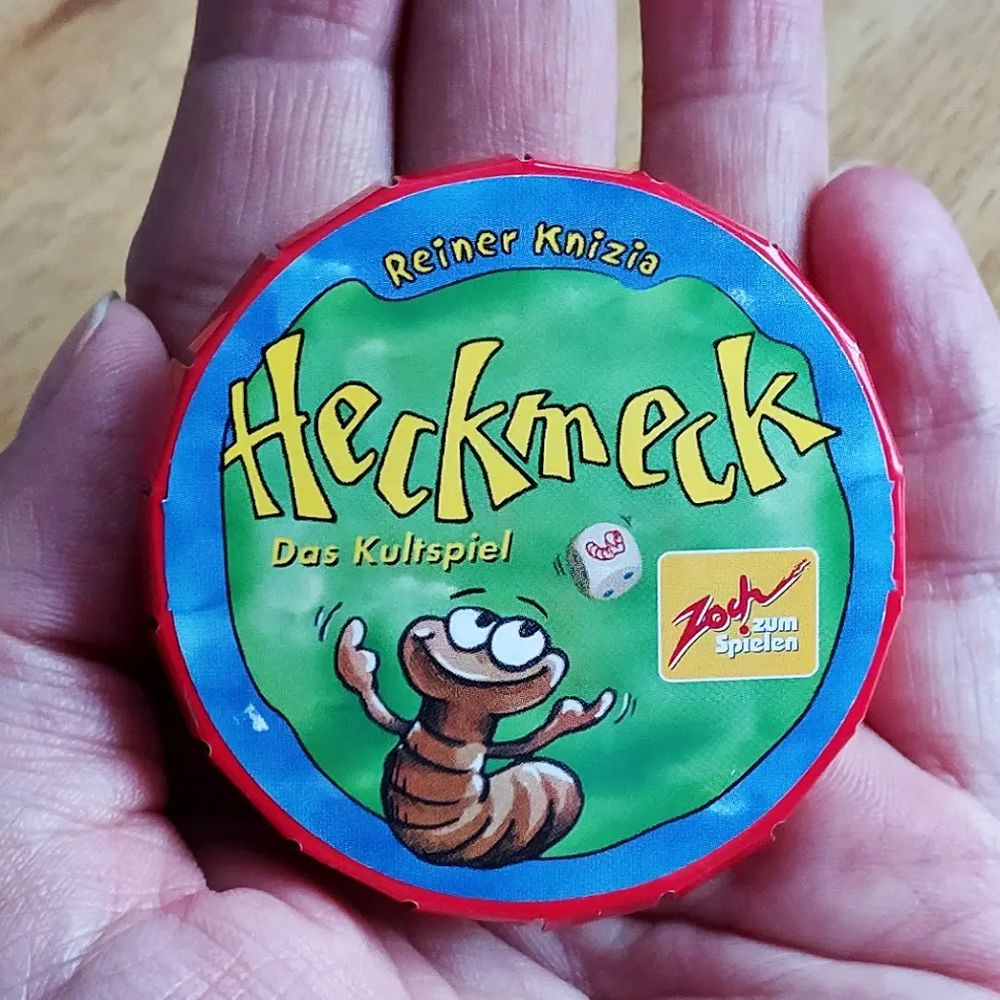 Reiner Knizia
Heckmeck
Das Kultspiel
Zoch
zum
Spielen